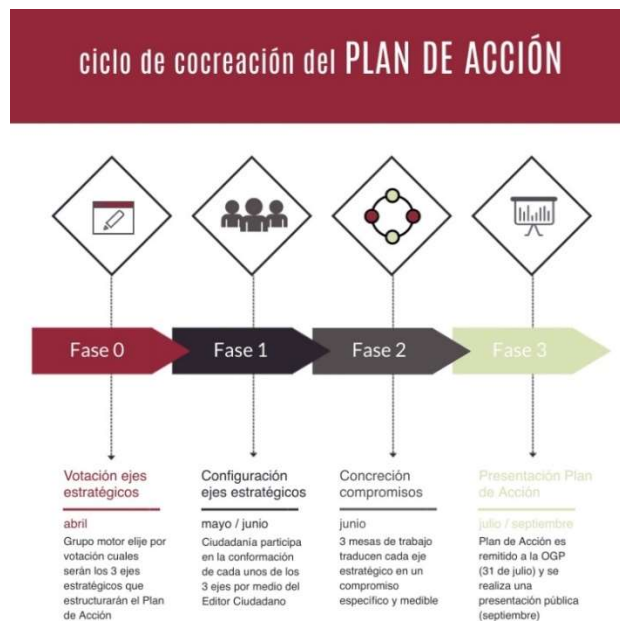 ciclo de cocreación del PLAN DE ACCIÓN
Fase 0
Fase 1
Fase 2
Fase 3
Votación ejes
estratégicos
abril
Grupo motor elije por
votación cuales
serán los 3 ejes
estratégicos que
estructurarán el Plan
de Acción
Configuración
ejes estratégicos
mayo / junio
Ciudadanía participa
en la conformación
de cada unos de los
3 ejes por medio del
Editor Ciudadano
Concreción
compromisos
junio
3 mesas de trabajo
traducen cada eje
estratégico en un
compromiso
específico y medible
Presentación Plan
de Acción
julio / septiembre
Plan de Acción es
remitido a la OGP
(31 de julio) y se
realiza una
presentación pública
(septiembre)